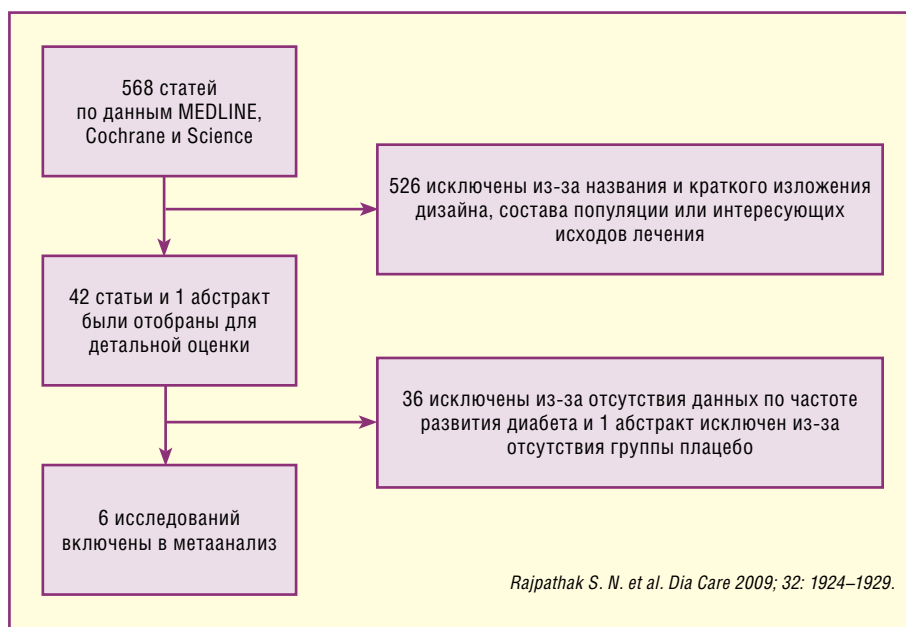 568 статей
по данным MEDLINE,
Cochrane и Science
526 исключены из-за названия и краткого изложения
дизайна, состава популяции или интересующих
исходов лечения
42 статьи и 1 абстракт
были отобраны для
детальной оценки
36 исключены из-за отсутствия данных по частоте
развития диабета и 1 абстракт исключен из-за
отсутствия группы плацебо
6 исследований
включены в метаанализ
Rajpathak S. N. et al. Dia Care 2009; 32: 1924–1929.